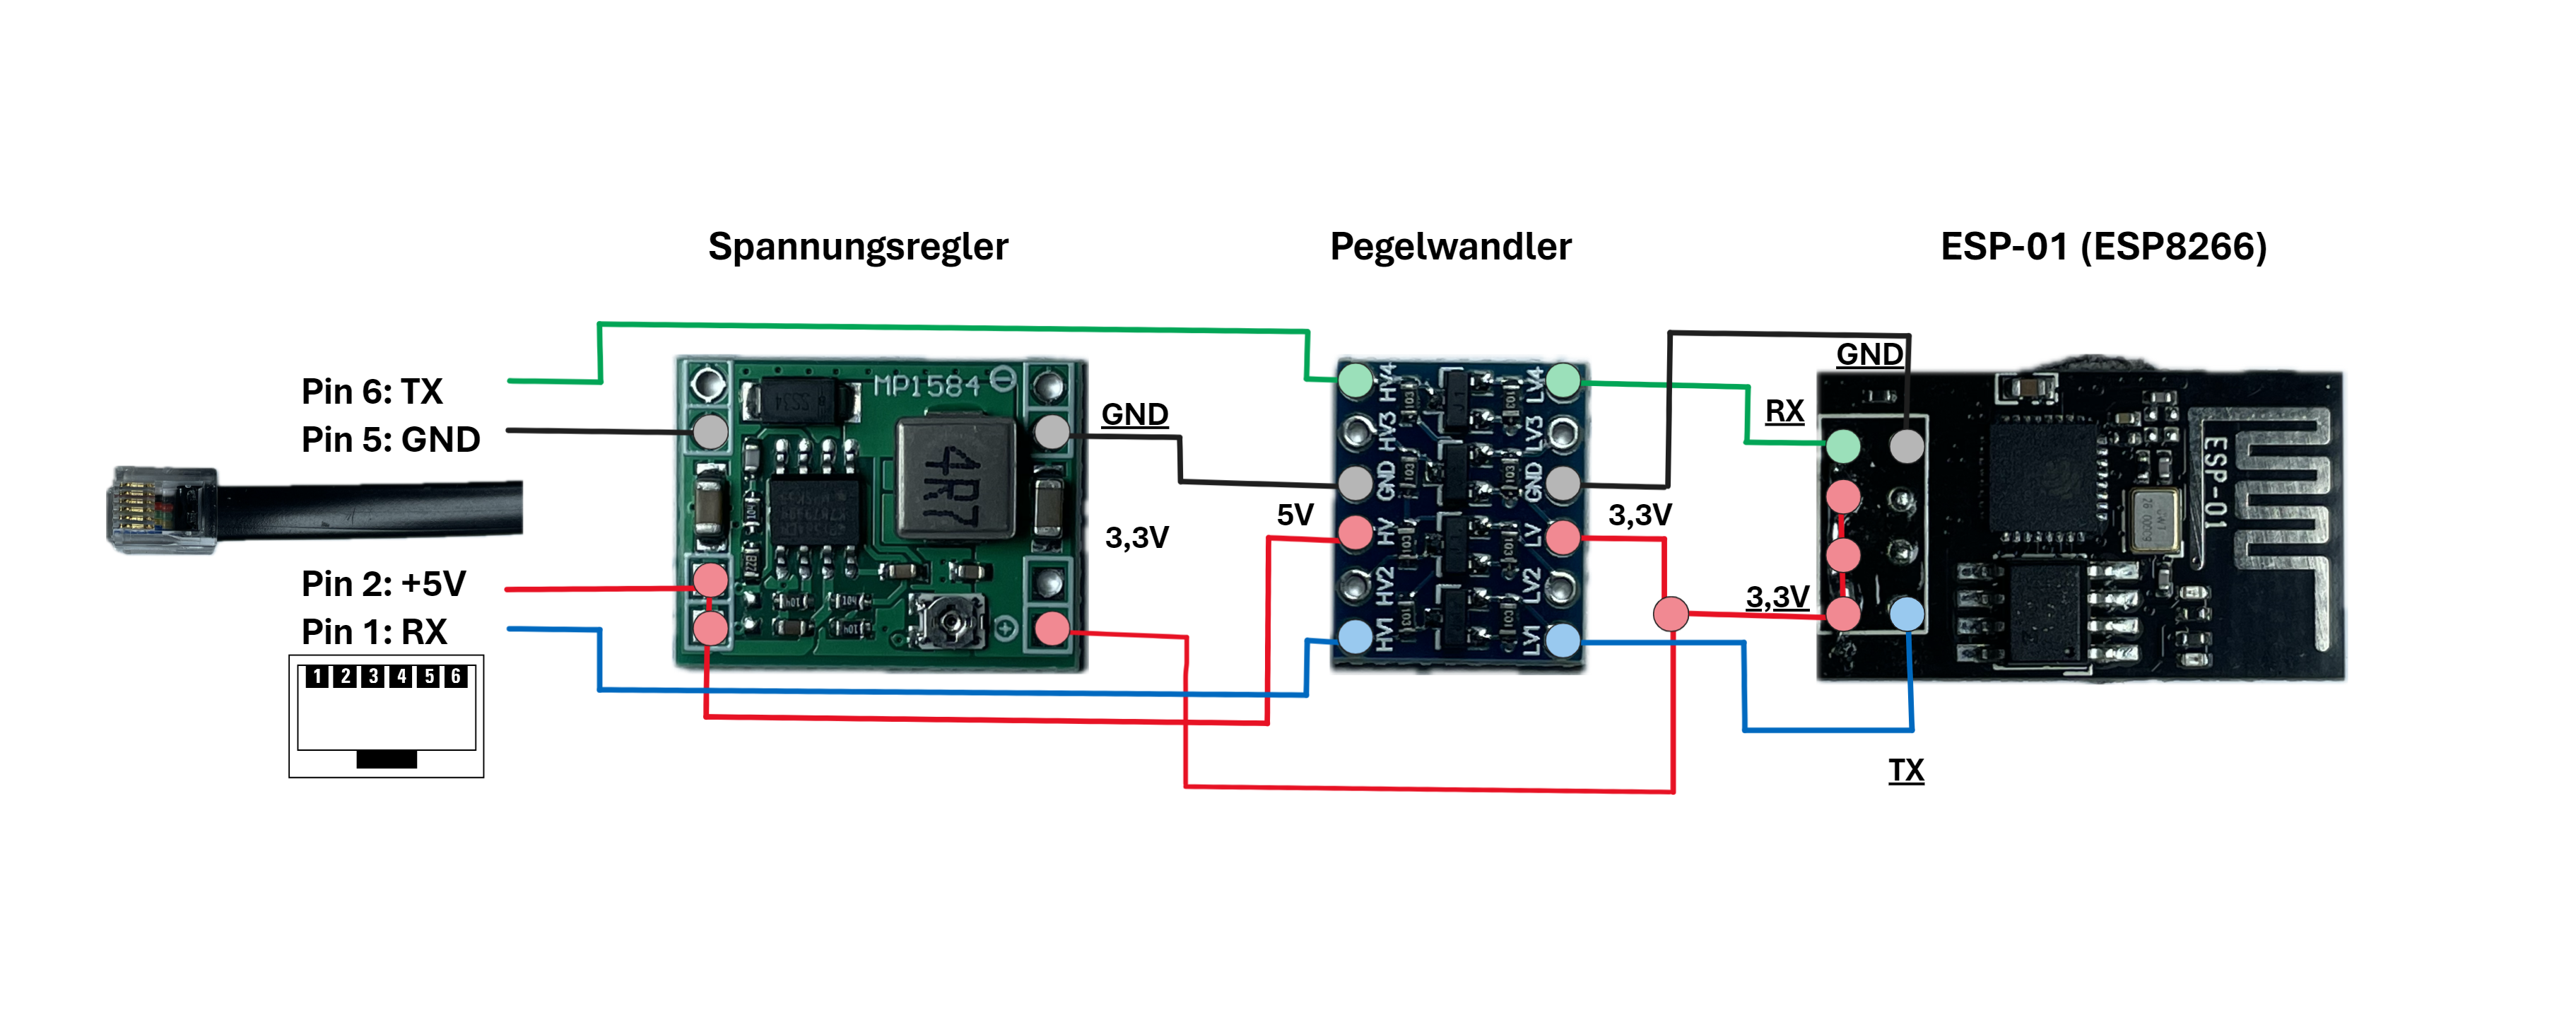 Spannungsregler
Pegelwandler
ESP-01 (ESP8266)
Pin 6: TX
Pin 5: GND
Pin 2: +5V
Pin 1: RX
1 2 3 4 5 6
MP1584
4R7
GND
3,3V
5V
HV4
HV3
GND
HV
HV2
HV1
LV4
LV3
GND
LV
LV2
LV1
3,3V
GND
RX
3,3V
TX
ESP-01